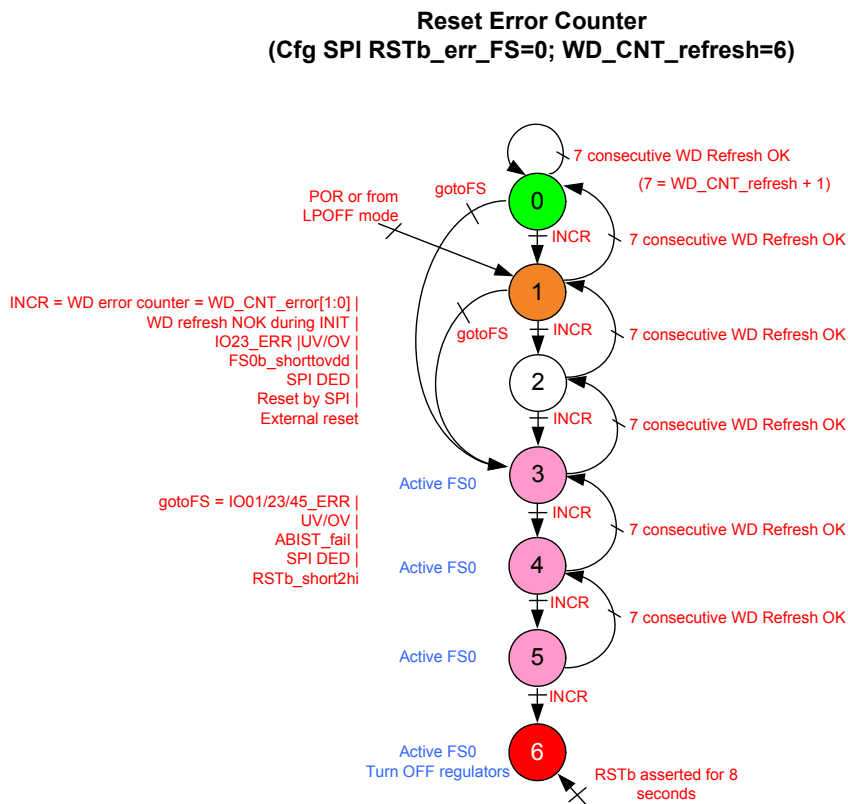 Reset Error Counter
(Cfg SPI RSTb_err_FS=0; WD_CNT_refresh=6)
7 consecutive WD Refresh OK
(7 = WD_CNT_refresh + 1)
gotoFS
POR or from
LPOFF mode
0
INCR
7 consecutive WD Refresh OK
1
INCR = WD error counter = WD_CNT_error[1:0] |
WD refresh NOK during INIT |
IO23_ERR |UV/OV |
FS0b_shorttovdd |
SPI DED |
Reset by SPI |
External reset
gotoFS
INCR
7 consecutive WD Refresh OK
2
INCR
7 consecutive WD Refresh OK
Active FS0
3
gotoFS = IO01/23/45_ERR |
UV/OV |
ABIST_fail |
SPI DED |
RSTb_short2hi
INCR
7 consecutive WD Refresh OK
Active FS0
4
INCR
7 consecutive WD Refresh OK
Active FS0
5
INCR
Active FS0
Turn OFF regulators
6
RSTb asserted for 8
seconds